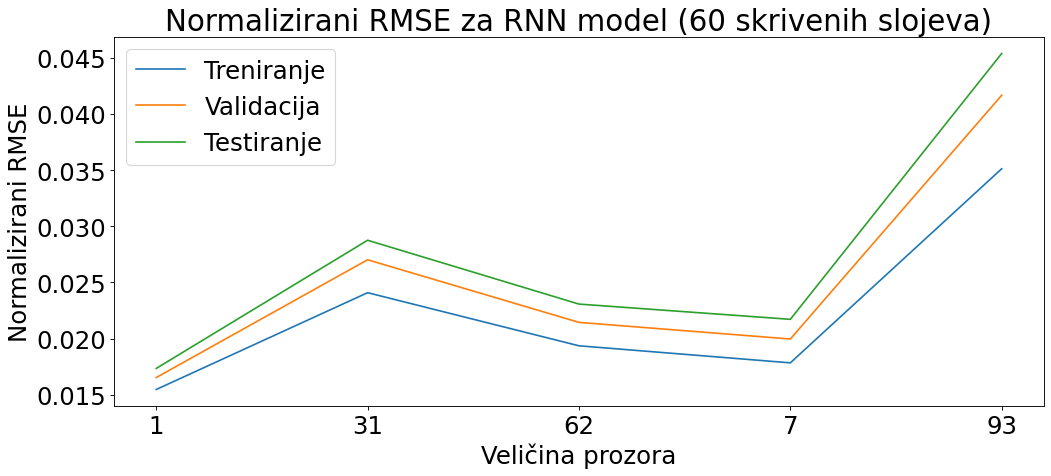 Normalizirani RMSE za RNN model (60 skrivenih slojeva)
Normalizirani RMSE
0.045
0.040
0.035
0.030
0.025
0.020
0.015
Treniranje
Validacija
Testiranje
1 31 62 7 93
Veličina prozora